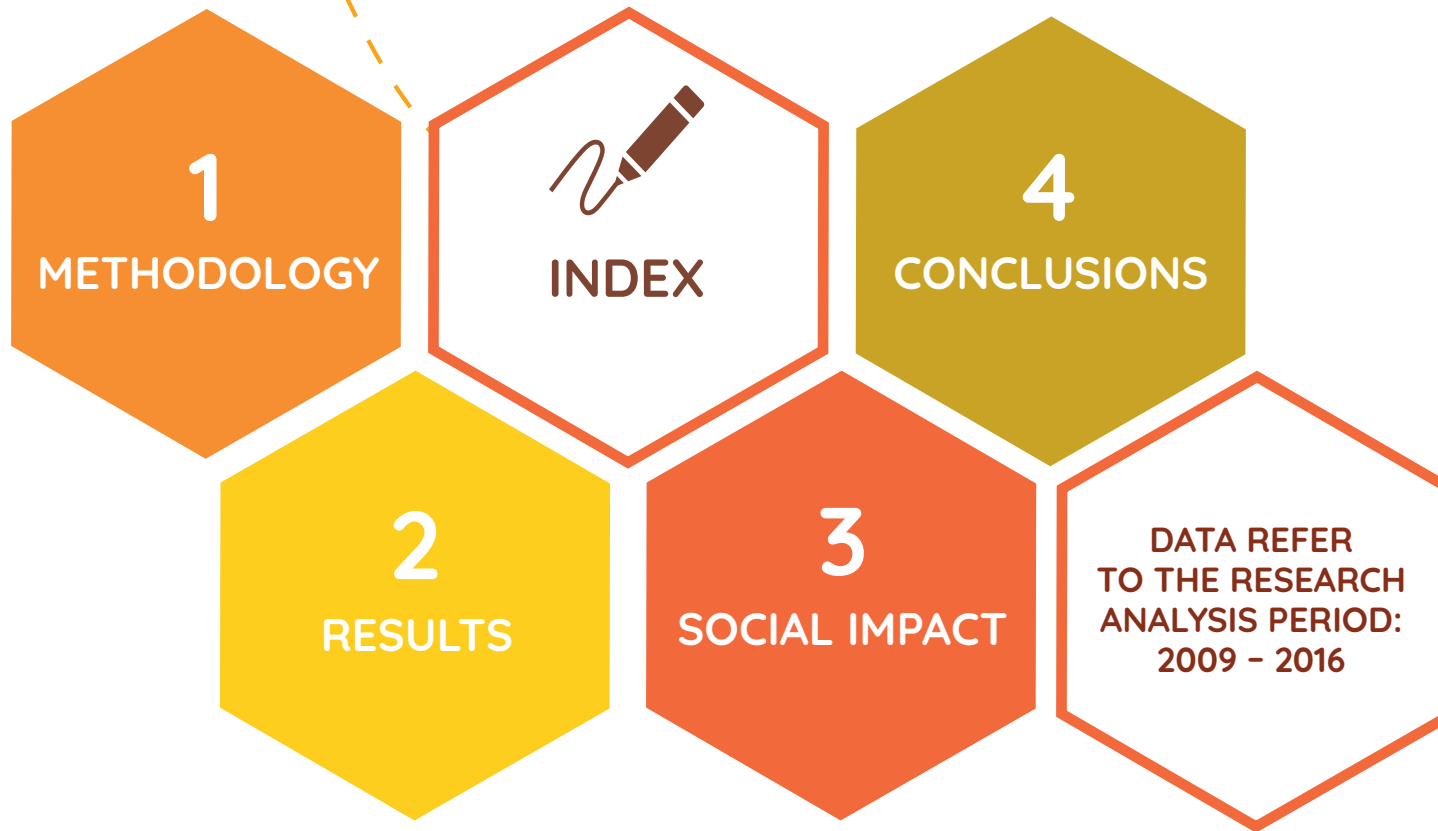 1
METHODOLOGY
INDEX
4
CONCLUSIONS
2
RESULTS
3
SOCIAL IMPACT
DATA REFER
TO THE RESEARCH
ANALYSIS PERIOD:
2009 – 2016